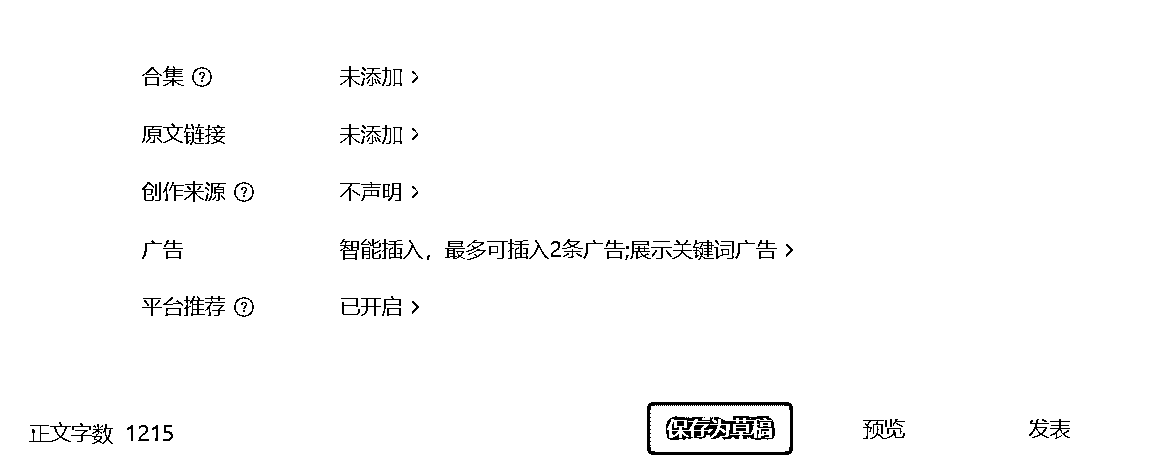 合集 ? 未添加 >
原文链接 未添加 >
创作来源 ? 不声明 >
广告 智能插入，最多可插入2条广告;展示关键词广告 >
平台推荐 ? 已开启 >
正文字数 1215 保存为草稿 预览 发表